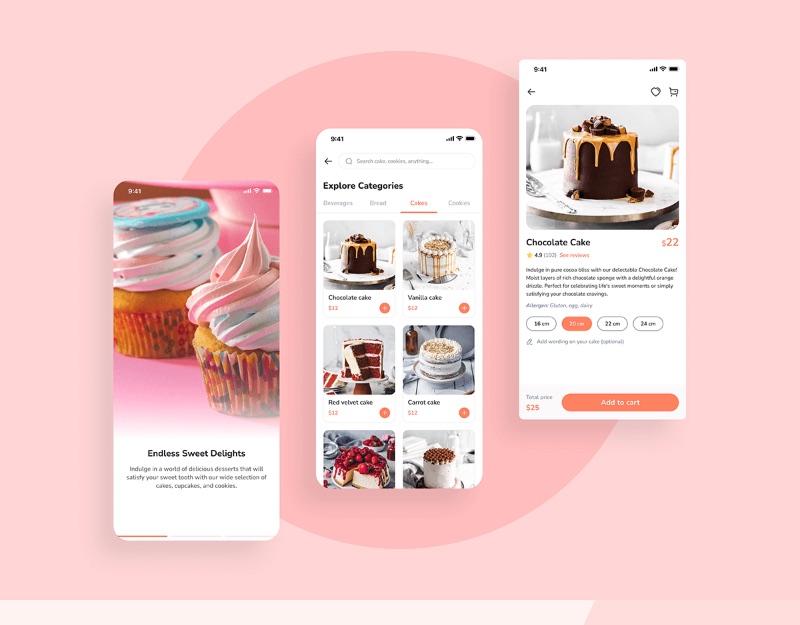 9:41
Endless Sweet Delights
Indulge in a world of delicious desserts that will
satisfy your sweet tooth with our wide selection of
cakes, cupcakes, and cookies.
9:41
Search cake, cookies, anything...
Explore Categories
Beverages Bread Cakes Cookies
Chocolate cake
$12
Vanilla cake
$12
Red velvet cake
$12
Carrot cake
$12
9:41
Chocolate Cake $22
4.9 (102) See reviews
Indulge in pure cocoa bliss with our delectable Chocolate Cake!
Moist layers of rich chocolate sponge with a delightful orange
drizzle. Perfect for celebrating life's sweet moments or simply
satisfying your chocolate cravings.
Allergen: Gluten, egg, dairy
16 cm 20 cm 22 cm 24 cm
Add wording on your cake (optional)
Total price
$25
Add to cart